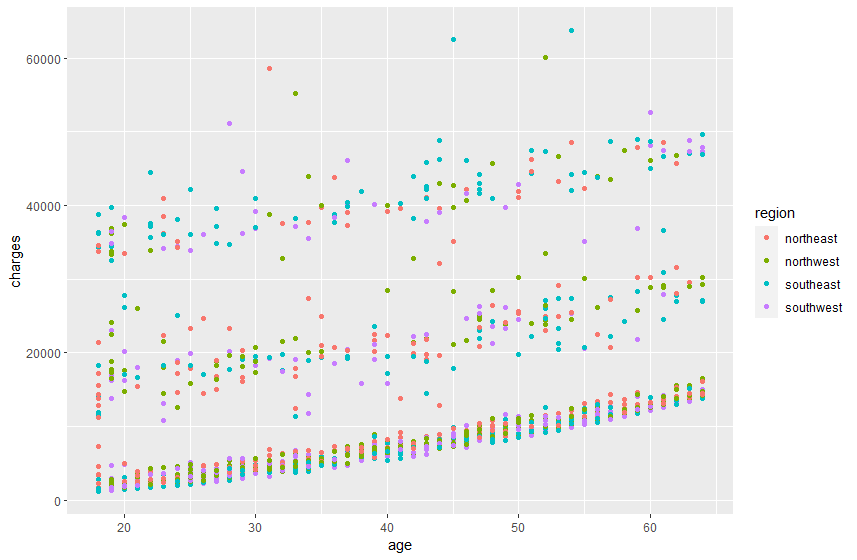 60000
40000
20000
0
charges
20
30
40
50
60
age
region
northeast
northwest
southeast
southwest